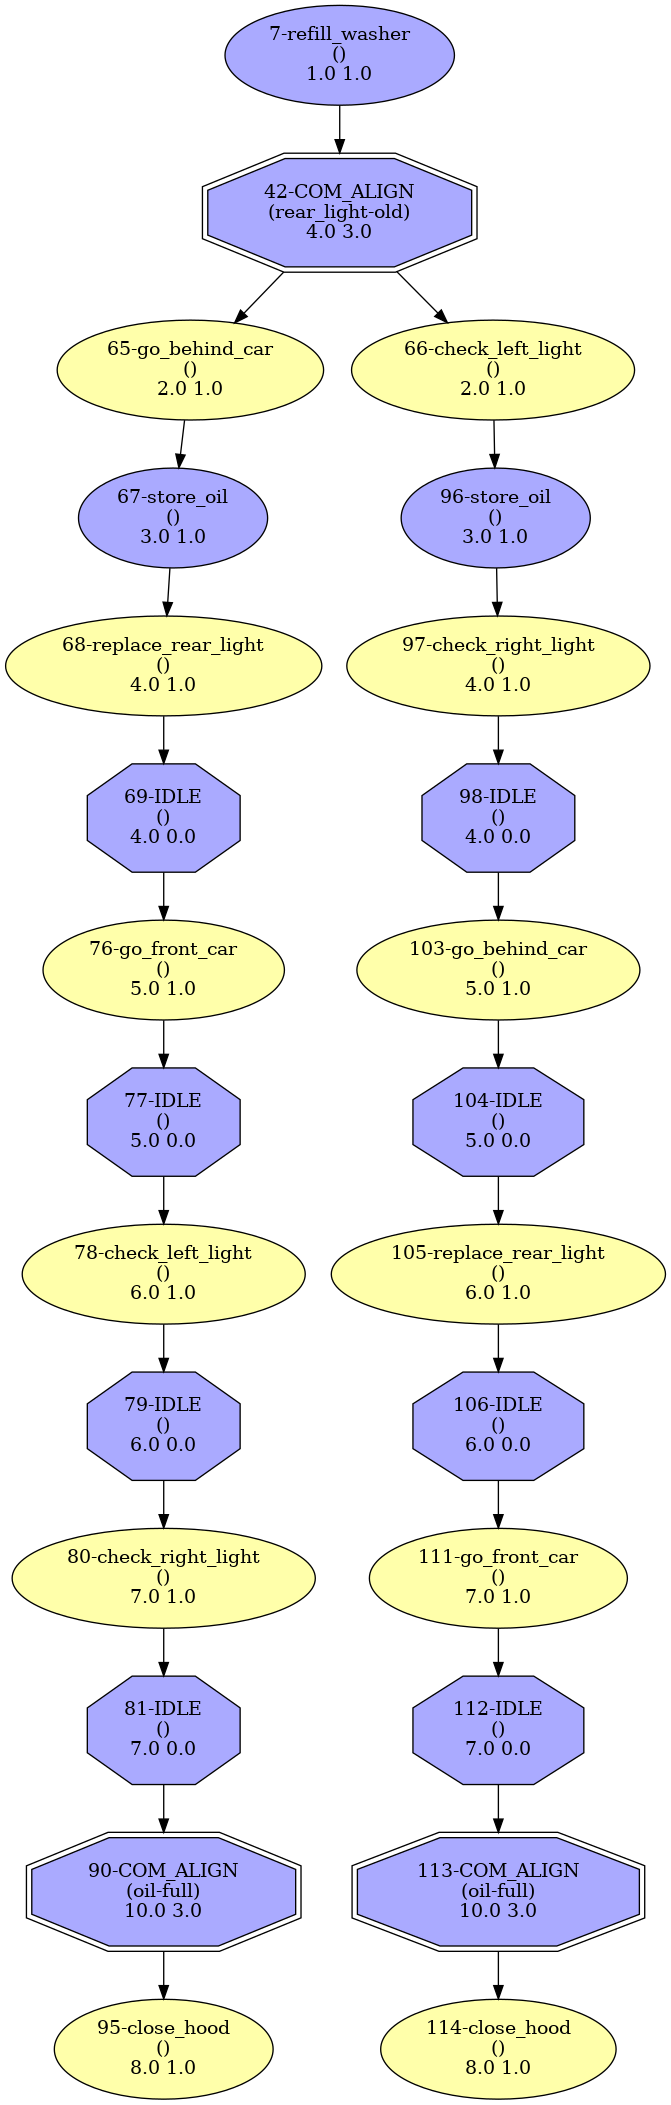 7-refill_washer
()
1.0 1.0
42-COM_ALIGN
(rear_light-old)
4.0 3.0
65-go_behind_car
()
2.0 1.0
66-check_left_light
()
2.0 1.0
67-store_oil
()
3.0 1.0
96-store_oil
()
3.0 1.0
68-replace_rear_light
()
4.0 1.0
97-check_right_light
()
4.0 1.0
69-IDLE
()
4.0 0.0
98-IDLE
()
4.0 0.0
76-go_front_car
()
5.0 1.0
103-go_behind_car
()
5.0 1.0
77-IDLE
()
5.0 0.0
104-IDLE
()
5.0 0.0
78-check_left_light
()
6.0 1.0
105-replace_rear_light
()
6.0 1.0
79-IDLE
()
6.0 0.0
106-IDLE
()
6.0 0.0
80-check_right_light
()
7.0 1.0
111-go_front_car
()
7.0 1.0
81-IDLE
()
7.0 0.0
112-IDLE
()
7.0 0.0
90-COM_ALIGN
(oil-full)
10.0 3.0
113-COM_ALIGN
(oil-full)
10.0 3.0
95-close_hood
()
8.0 1.0
114-close_hood
()
8.0 1.0